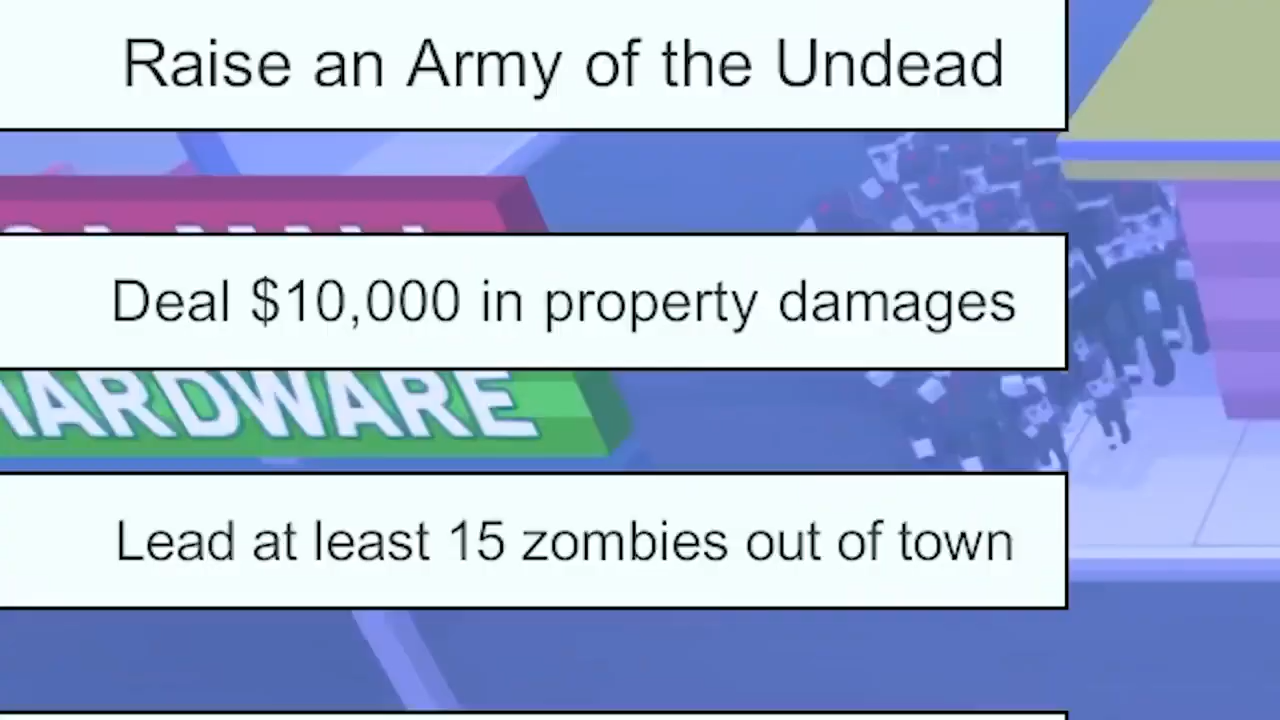 Raise an Army of the Undead
Deal $10,000 in property damages
HARDWARE
Lead at least 15 zombies out of town